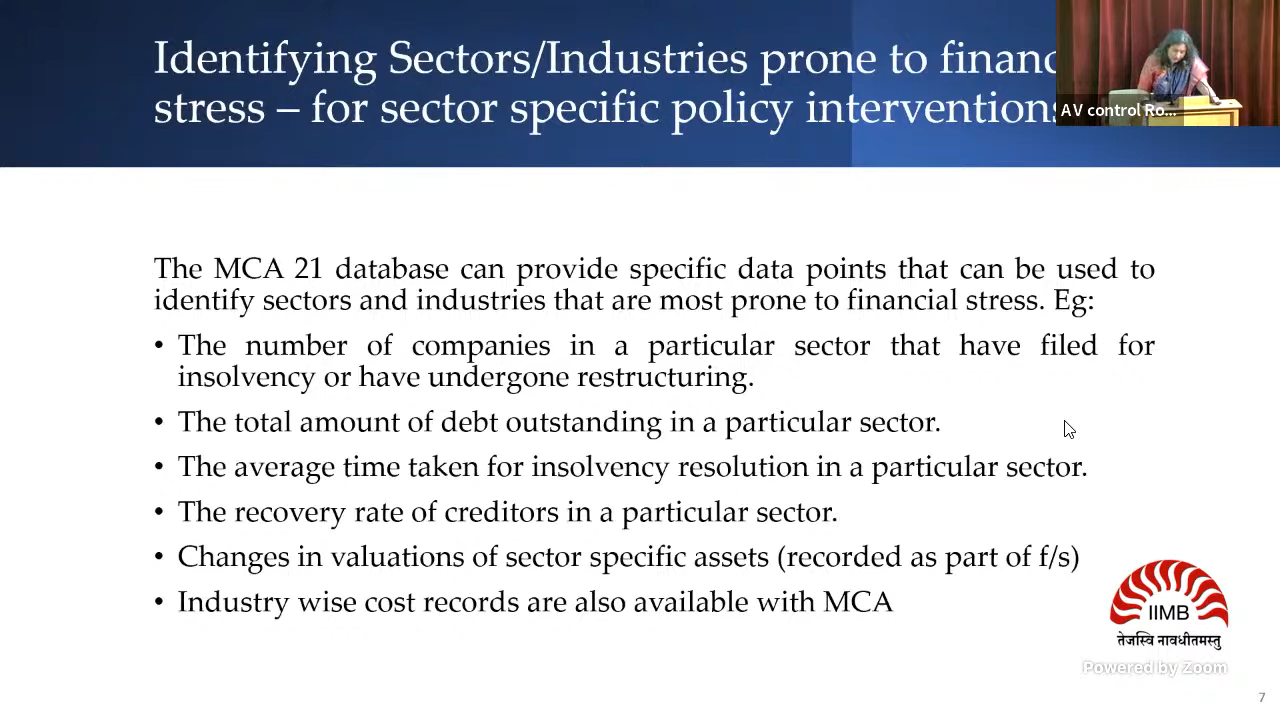 Identifying Sectors/Industries prone to financ
stress – for sector specific policy interventions
AV control Ro...
The MCA 21 database can provide specific data points that can be used to
identify sectors and industries that are most prone to financial stress. Eg:
• The number of companies in a particular sector that have filed for
insolvency or have undergone restructuring.
• The total amount of debt outstanding in a particular sector.
• The average time taken for insolvency resolution in a particular sector.
• The recovery rate of creditors in a particular sector.
• Changes in valuations of sector specific assets (recorded as part of f/s)
• Industry wise cost records are also available with MCA
IIMB
तेजस्वि नावधीतमस्तु
Powered by Zoom
7